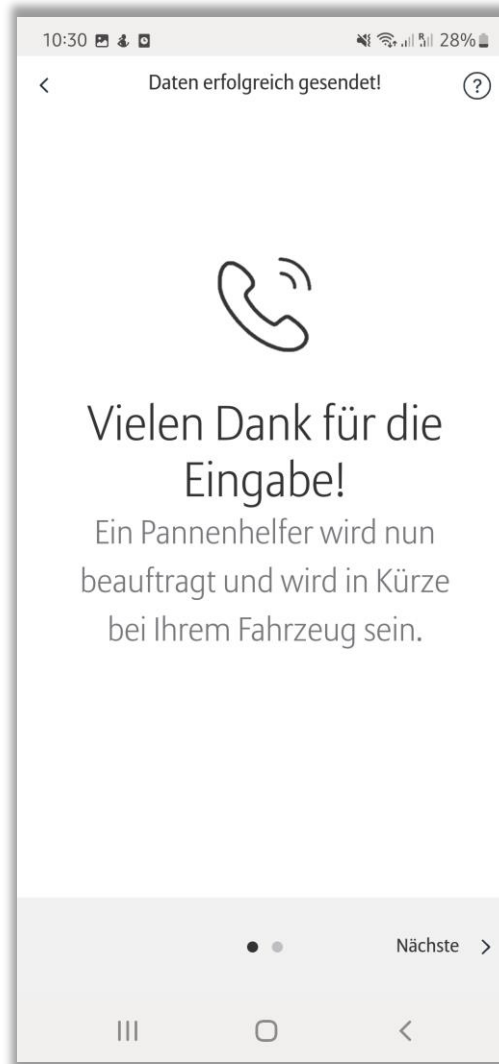 10:30 28%
Daten erfolgreich gesendet! ?
Vielen Dank für die
Eingabe!
Ein Pannenhelfer wird nun
beauftragt und wird in Kürze
bei Ihrem Fahrzeug sein.
Nächste